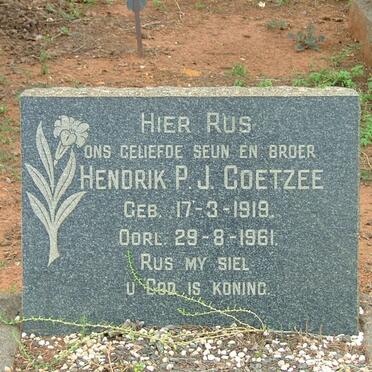 HIER RUS
ONS GELIEFDE SEUN EN BROER
HENDRIK P. J. COETZEE
GEB. 17-3-1919.
OORL. 29-8-1961.
RUS MY SIEL
U GOD IS KONING.